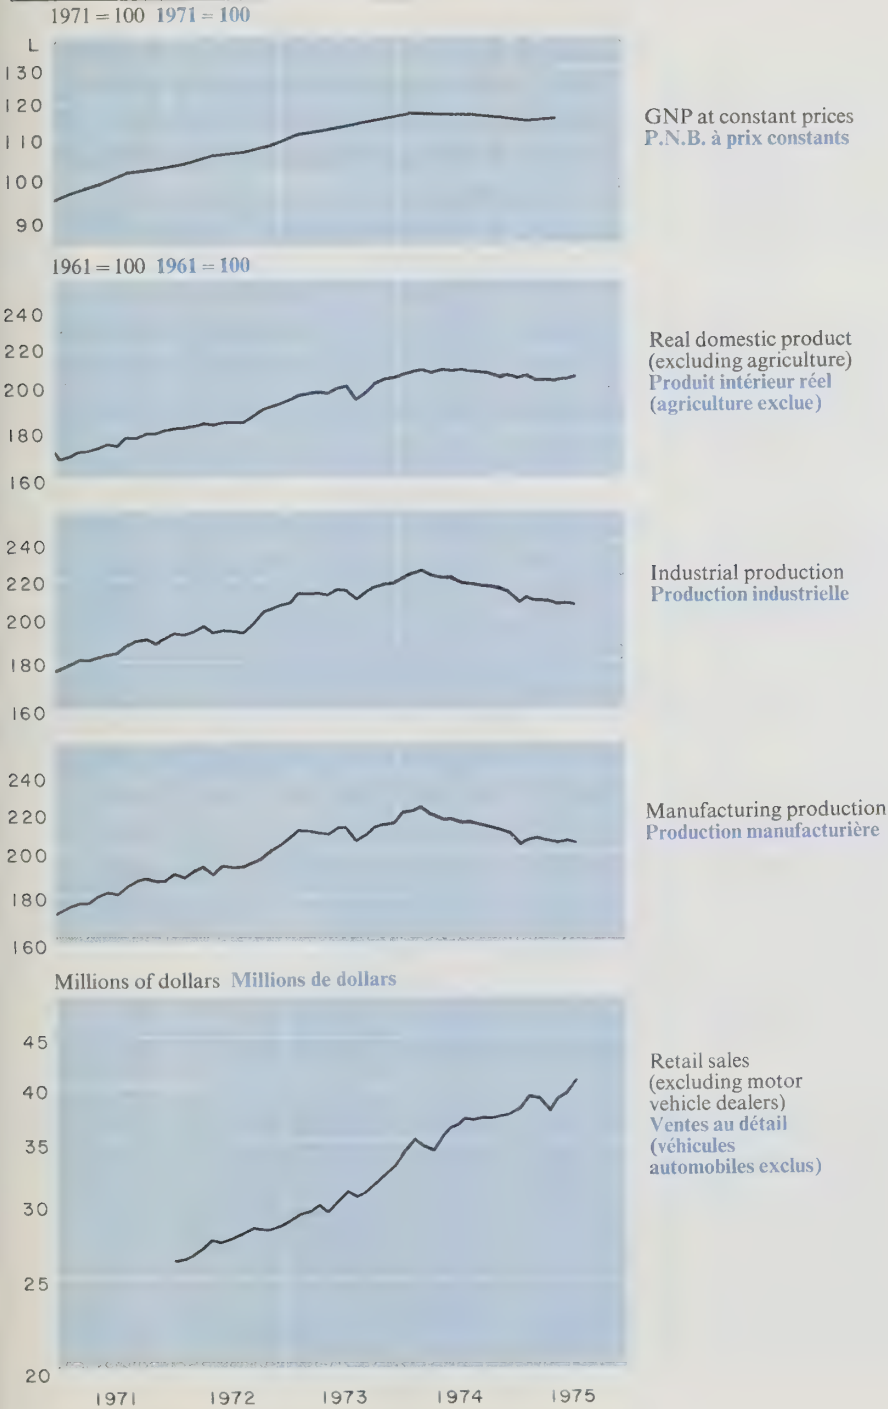 1971 = 100 1971 = 100
L
130
120
110
100
90
GNP at constant prices
P.N.B. à prix constants
1961 = 100 1961 = 100
240
220
200
180
160
Real domestic product
(excluding agriculture)
Produit intérieur réel
(agriculture exclue)
240
220
200
180
160
Industrial production
Production industrielle
240
220
200
180
160
Manufacturing production
Production manufacturière
Millions of dollars Millions de dollars
45
40
35
30
25
20
Retail sales
(excluding motor
vehicle dealers)
Ventes au détail
(véhicules
automobiles exclus)
1971 1972 1973 1974 1975